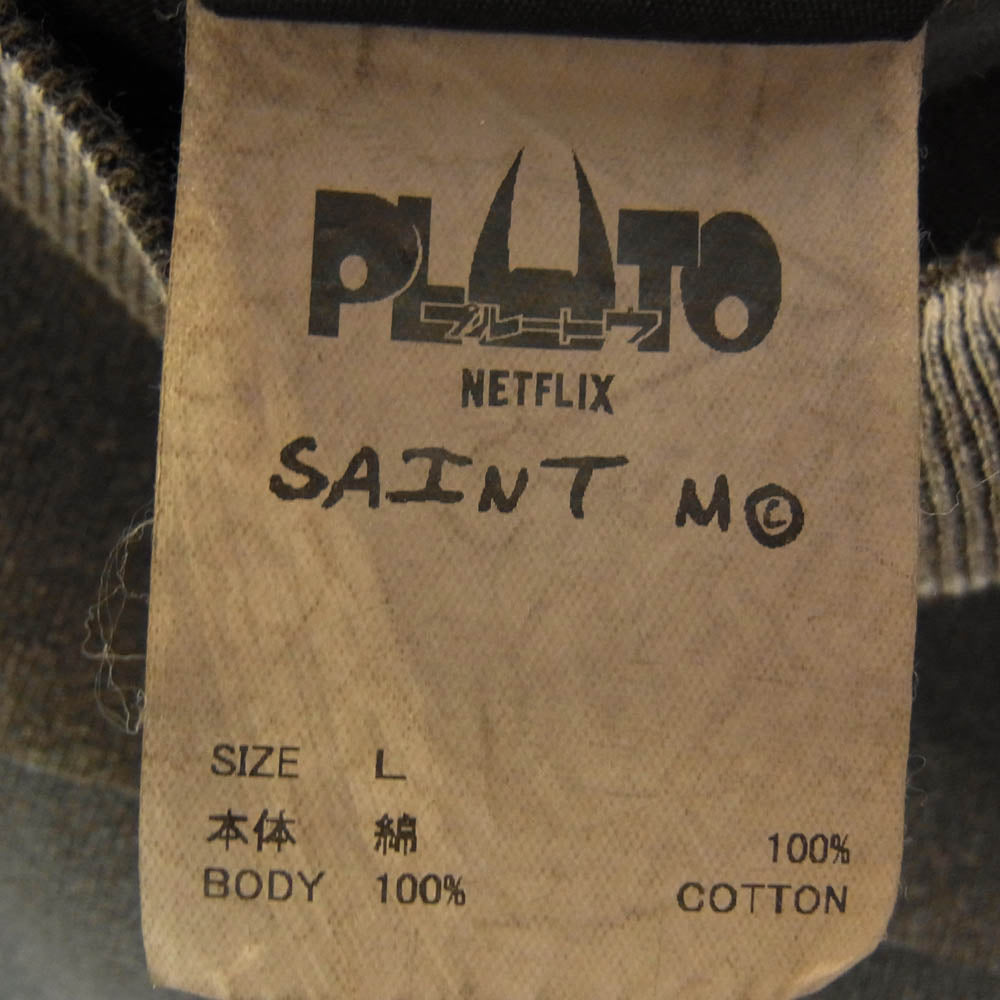 PLUTO
プルートウ
NETFLIX
SAINT M©
SIZE L
本体 綿 100%
BODY 100% COTTON